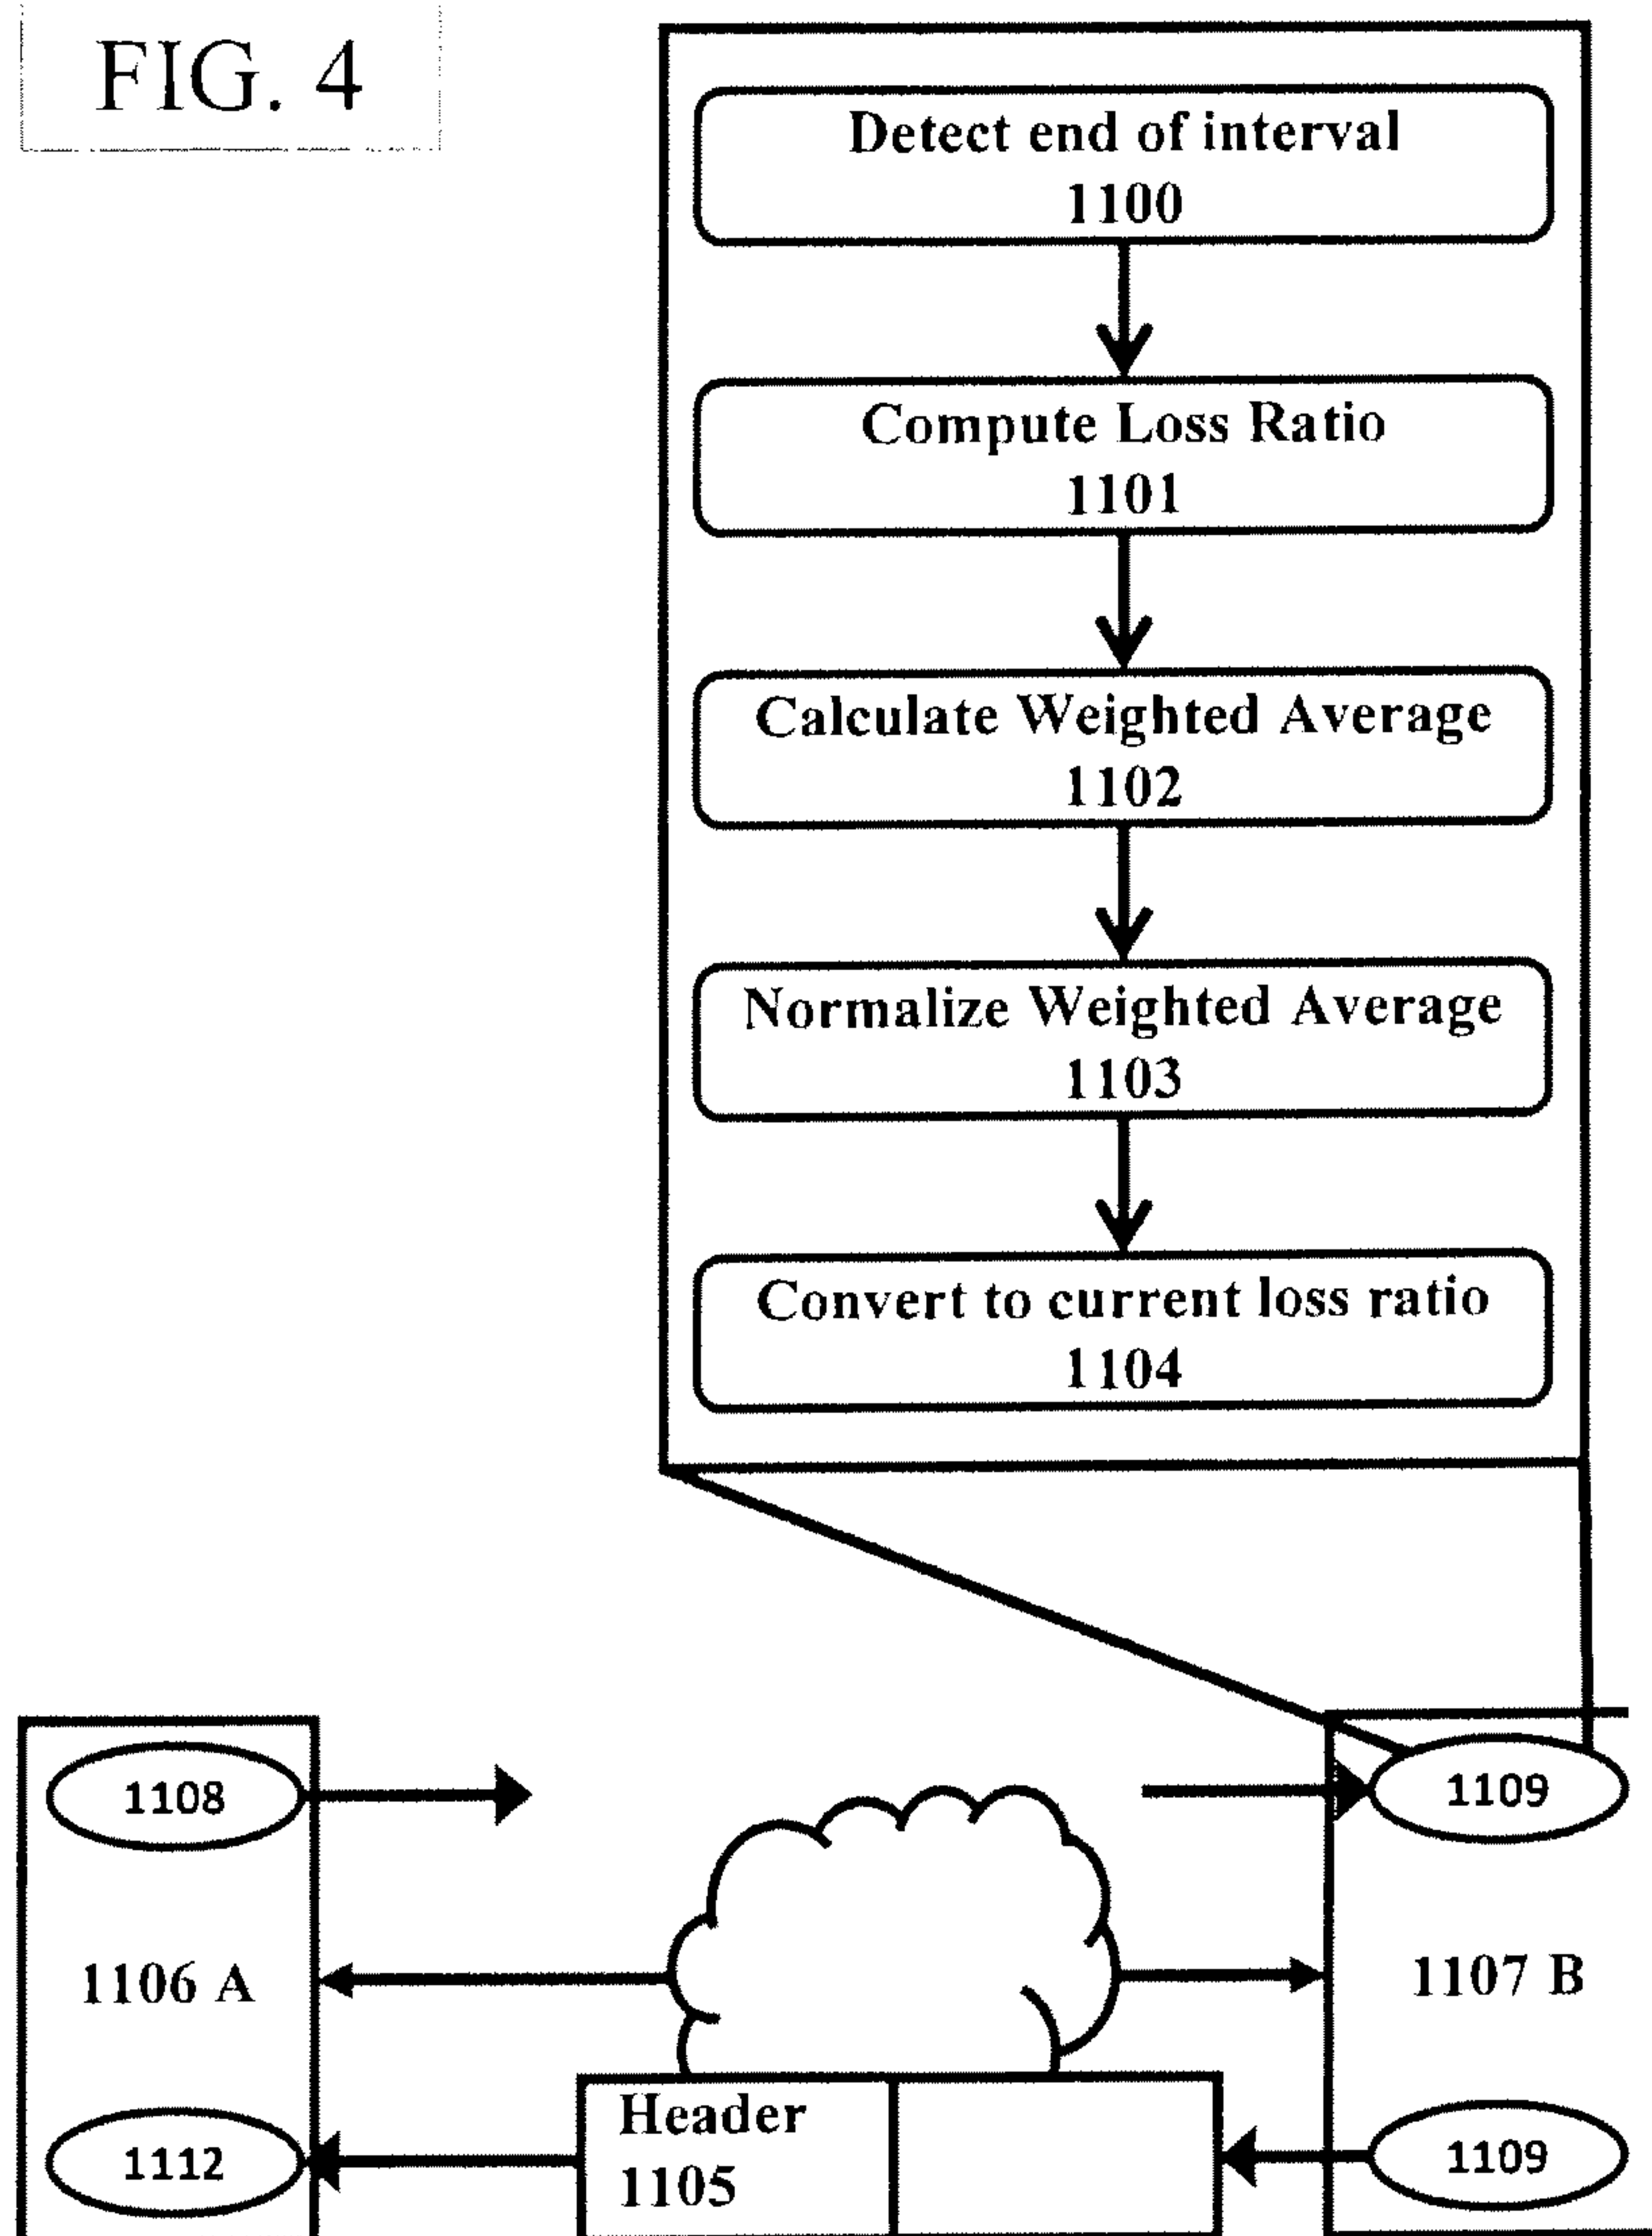 FIG. 4
Detect end of interval
1100
Compute Loss Ratio
1101
Calculate Weighted Average
1102
Normalize Weighted Average
1103
Convert to current loss ratio
1104
1108
1109
1106 A
1107 B
Header
1105
1112
1109